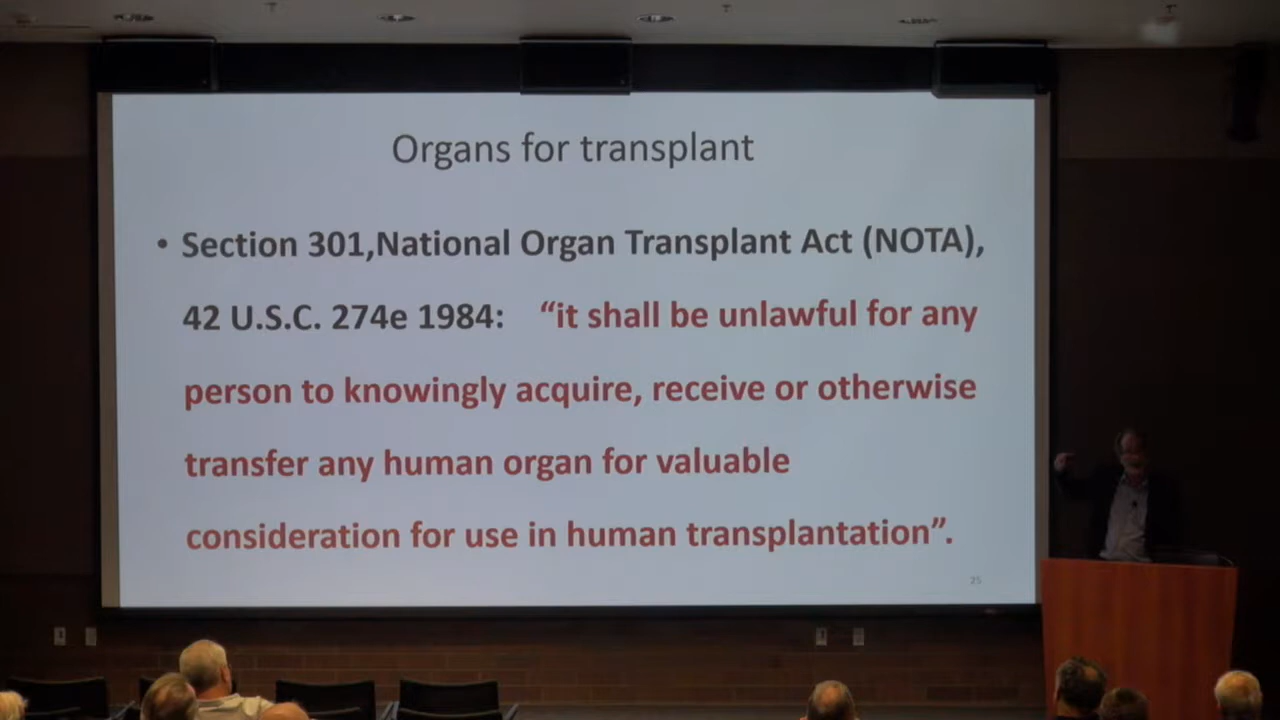 Organs for transplant
• Section 301,National Organ Transplant Act (NOTA),
42 U.S.C. 274e 1984: “it shall be unlawful for any
person to knowingly acquire, receive or otherwise
transfer any human organ for valuable
consideration for use in human transplantation”.
25